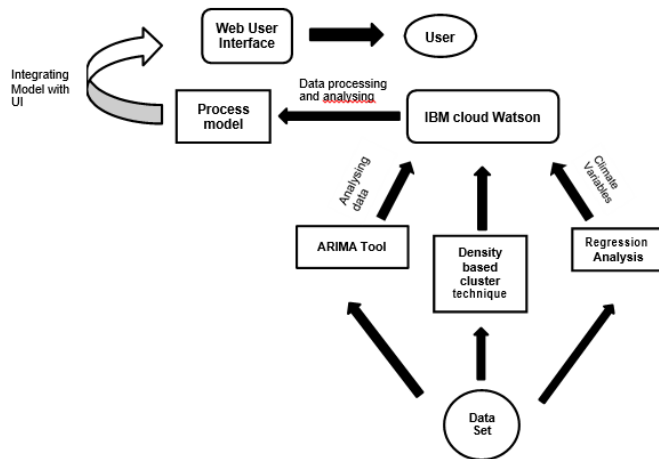 Web User
Interface
User
Integrating
Model with
UI
Process
model
Data processing
and analysing
IBM cloud Watson
Analysing
data
Climate
Variables
ARIMA Tool
Density
based
cluster
technique
Regression
Analysis
Data
Set